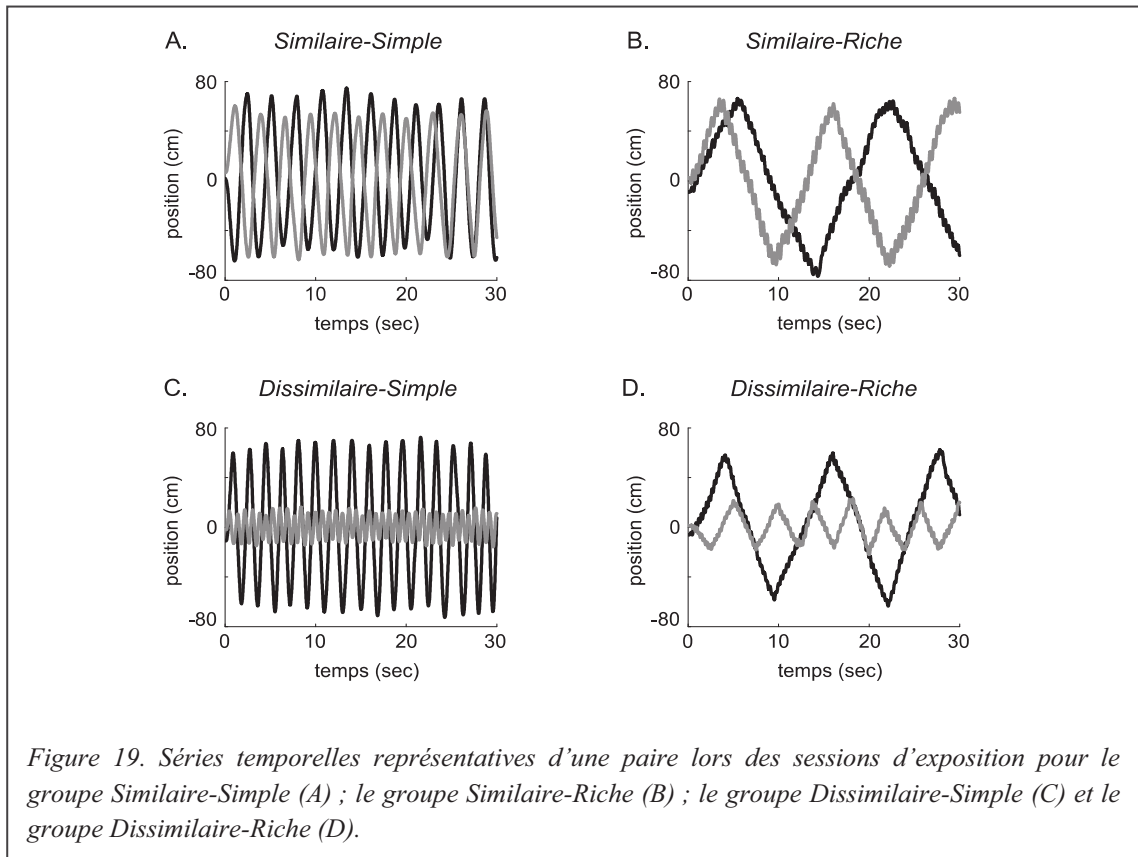 A. Similaire-Simple
B. Similaire-Riche
80
0
-80
position (cm)
0 10 20 30
temps (sec)
80
0
-80
position (cm)
0 10 20 30
temps (sec)
C. Dissimilaire-Simple
D. Dissimilaire-Riche
80
0
-80
position (cm)
0 10 20 30
temps (sec)
80
0
-80
position (cm)
0 10 20 30
temps (sec)
Figure 19. Séries temporelles représentatives d'une paire lors des sessions d'exposition pour le
groupe Similaire-Simple (A) ; le groupe Similaire-Riche (B) ; le groupe Dissimilaire-Simple (C) et le
groupe Dissimilaire-Riche (D).